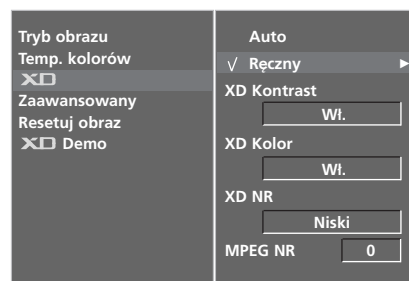 Tryb obrazu
Temp. kolorów
XD
Zaawansowany
Resetuj obraz
XD Demo
Auto
√ Ręczny ►
XD Kontrast
Wł.
XD Kolor
Wł.
XD NR
Niski
MPEG NR 0